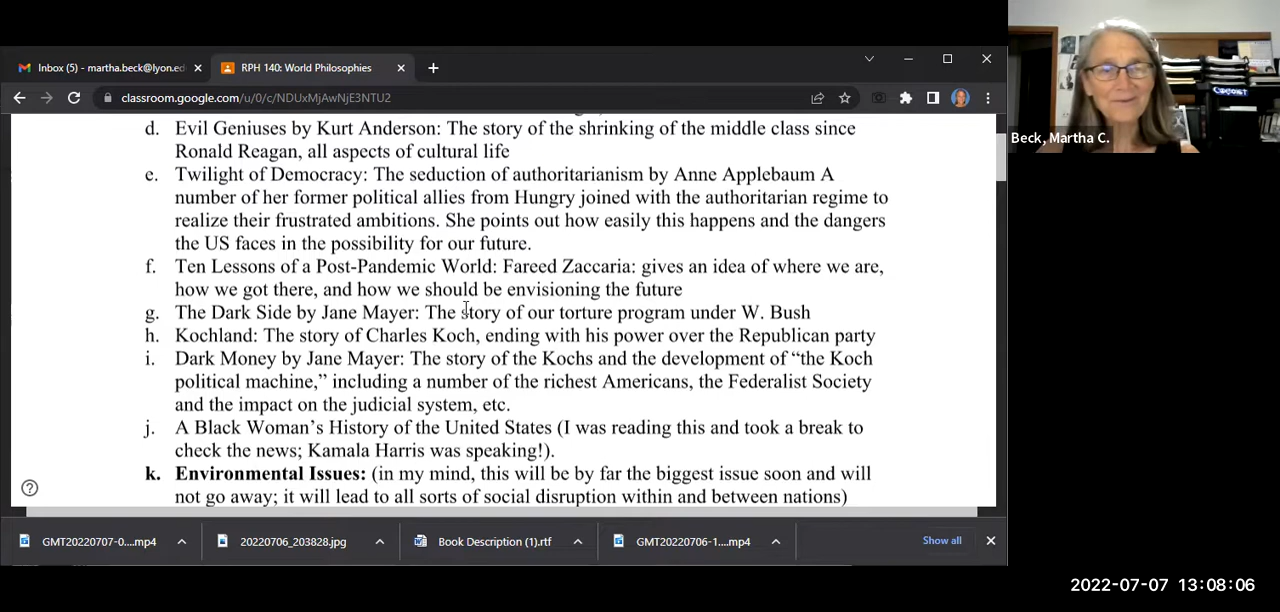 Inbox (5) - martha.beck@lyon.ed
RPH 140: World Philosophies
classroom.google.com/u/0/c/NDUxMjAwNjE3NTU2
Beck, Martha C.
d. Evil Geniuses by Kurt Anderson: The story of the shrinking of the middle class since
Ronald Reagan, all aspects of cultural life
e. Twilight of Democracy: The seduction of authoritarianism by Anne Applebaum A
number of her former political allies from Hungry joined with the authoritarian regime to
realize their frustrated ambitions. She points out how easily this happens and the dangers
the US faces in the possibility for our future.
f. Ten Lessons of a Post-Pandemic World: Fareed Zaccaria: gives an idea of where we are,
how we got there, and how we should be envisioning the future
g. The Dark Side by Jane Mayer: The story of our torture program under W. Bush
h. Kochland: The story of Charles Koch, ending with his power over the Republican party
i. Dark Money by Jane Mayer: The story of the Kochs and the development of “the Koch
political machine,” including a number of the richest Americans, the Federalist Society
and the impact on the judicial system, etc.
j. A Black Woman’s History of the United States (I was reading this and took a break to
check the news; Kamala Harris was speaking!).
k. Environmental Issues: (in my mind, this will be by far the biggest issue soon and will
not go away; it will lead to all sorts of social disruption within and between nations)
GMT20220707-0....mp4
20220706_203828.jpg
Book Description (1).rtf
GMT20220706-1....mp4
Show all
2022-07-07 13:08:06